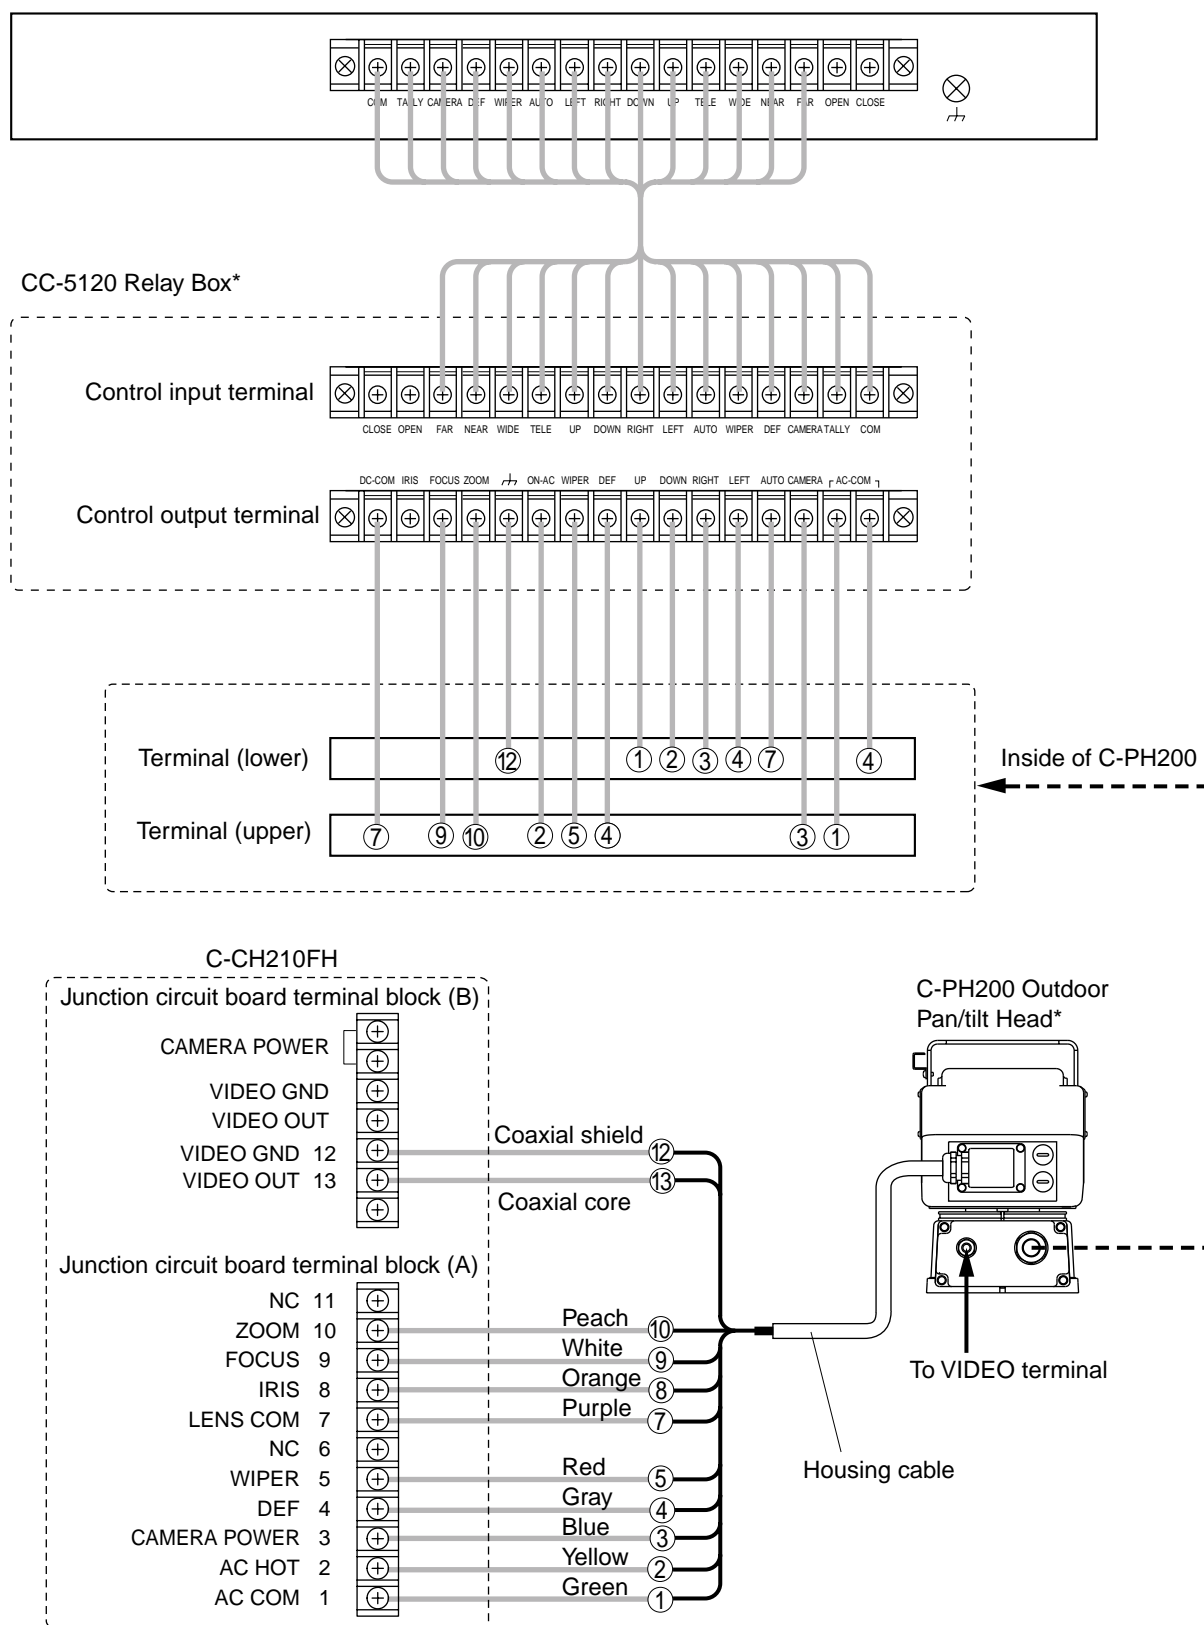 COM TALLY CAMERA DEF WIPER AUTO LEFT RIGHT DOWN UP TELE WIDE NEAR FAR OPEN CLOSE
CC-5120 Relay Box*
Control input terminal
CLOSE OPEN FAR NEAR WIDE TELE UP DOWN RIGHT LEFT AUTO WIPER DEF CAMERA TALLY COM
DC-COM IRIS FOCUS ZOOM ON-AC WIPER DEF UP DOWN RIGHT LEFT AUTO CAMERA AC-COM
Control output terminal
Terminal (lower) 12 1 2 3 4 7 4
Inside of C-PH200
Terminal (upper) 7 9 10 2 5 4 3 1
C-CH210FH
Junction circuit board terminal block (B)
CAMERA POWER
VIDEO GND
VIDEO OUT
VIDEO GND 12 Coaxial shield 12
VIDEO OUT 13 Coaxial core 13
Junction circuit board terminal block (A)
NC 11
ZOOM 10 Peach 10
FOCUS 9 White 9
IRIS 8 Orange 8
LENS COM 7 Purple 7
NC 6
WIPER 5 Red 5
DEF 4 Gray 4
CAMERA POWER 3 Blue 3
AC HOT 2 Yellow 2
AC COM 1 Green 1
C-PH200 Outdoor
Pan/tilt Head*
To VIDEO terminal
Housing cable